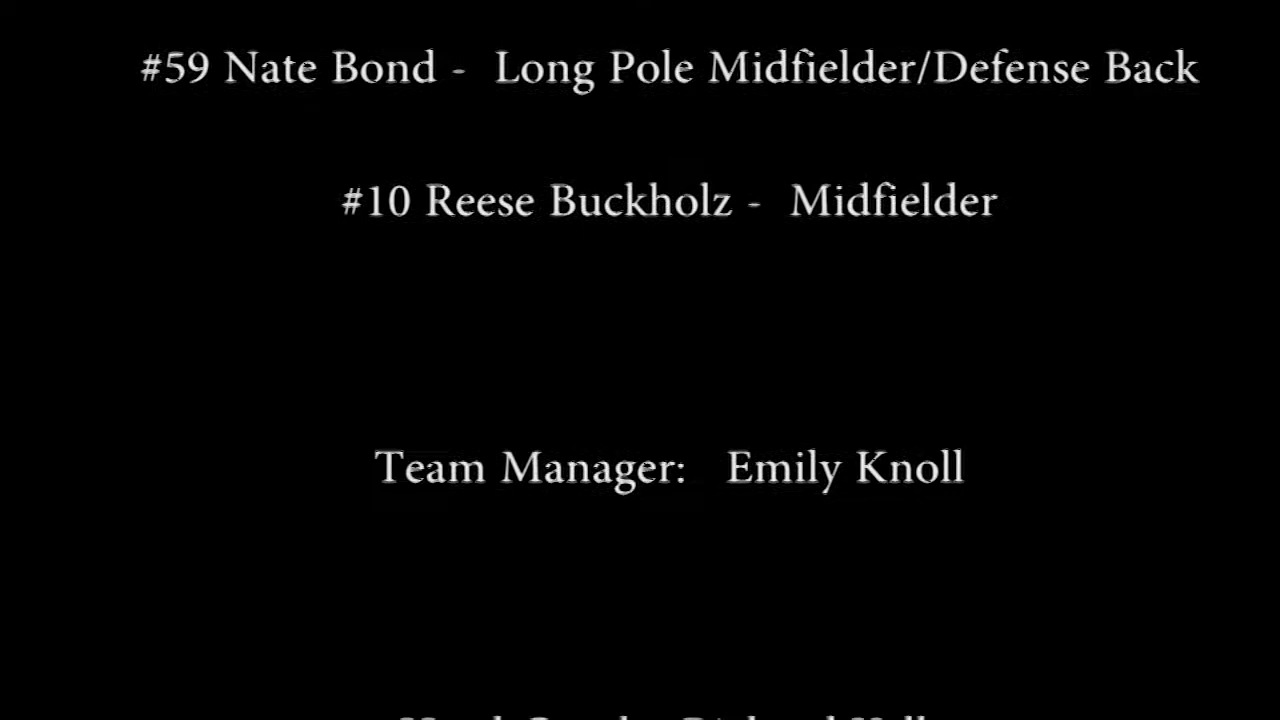 #59 Nate Bond -  Long Pole Midfielder/Defense Back
#10 Reese Buckholz -  Midfielder
Team Manager:   Emily Knoll